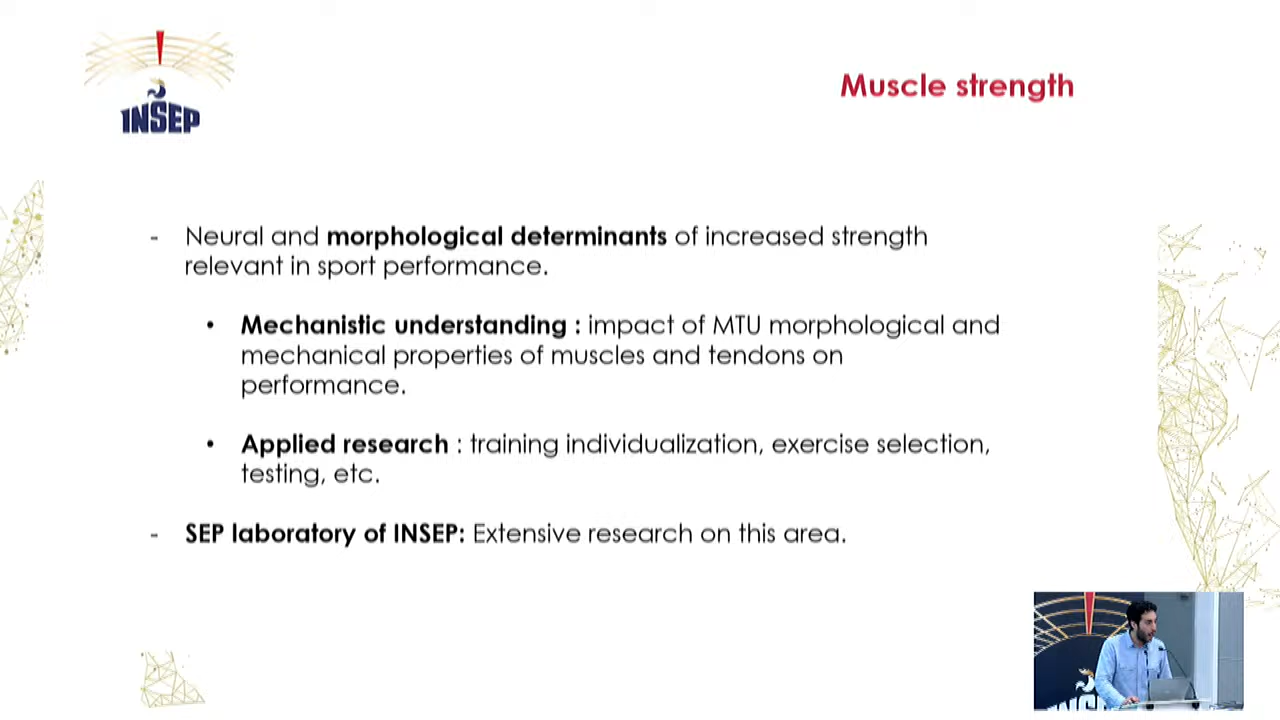 INSEP
Muscle strength
- Neural and morphological determinants of increased strength
relevant in sport performance.
• Mechanistic understanding : impact of MTU morphological and
mechanical properties of muscles and tendons on
performance.
• Applied research : training individualization, exercise selection,
testing, etc.
- SEP laboratory of INSEP: Extensive research on this area.